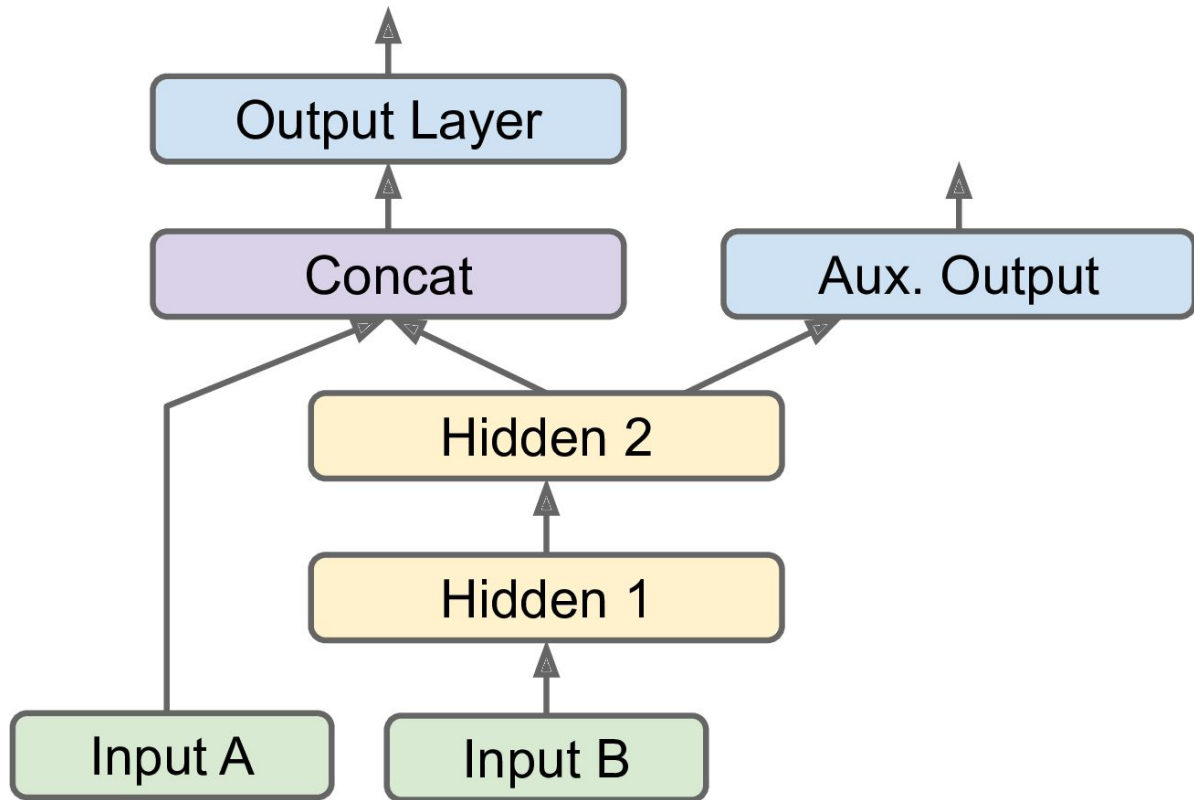 Output Layer
Concat
Aux. Output
Hidden 2
Hidden 1
Input A
Input B